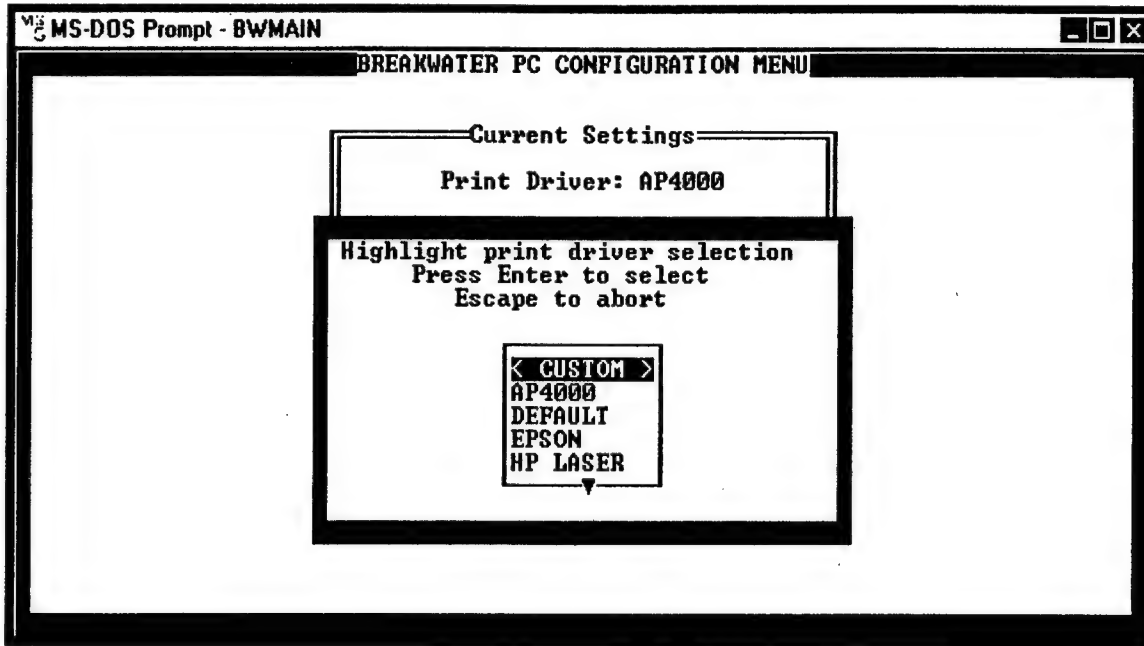 MS-DOS Prompt - BWMAIN
BREAKWATER PC CONFIGURATION MENU
Current Settings
Print Driver: AP4000
Highlight print driver selection
Press Enter to select
Escape to abort
< CUSTOM >
AP4000
DEFAULT
EPSON
HP LASER